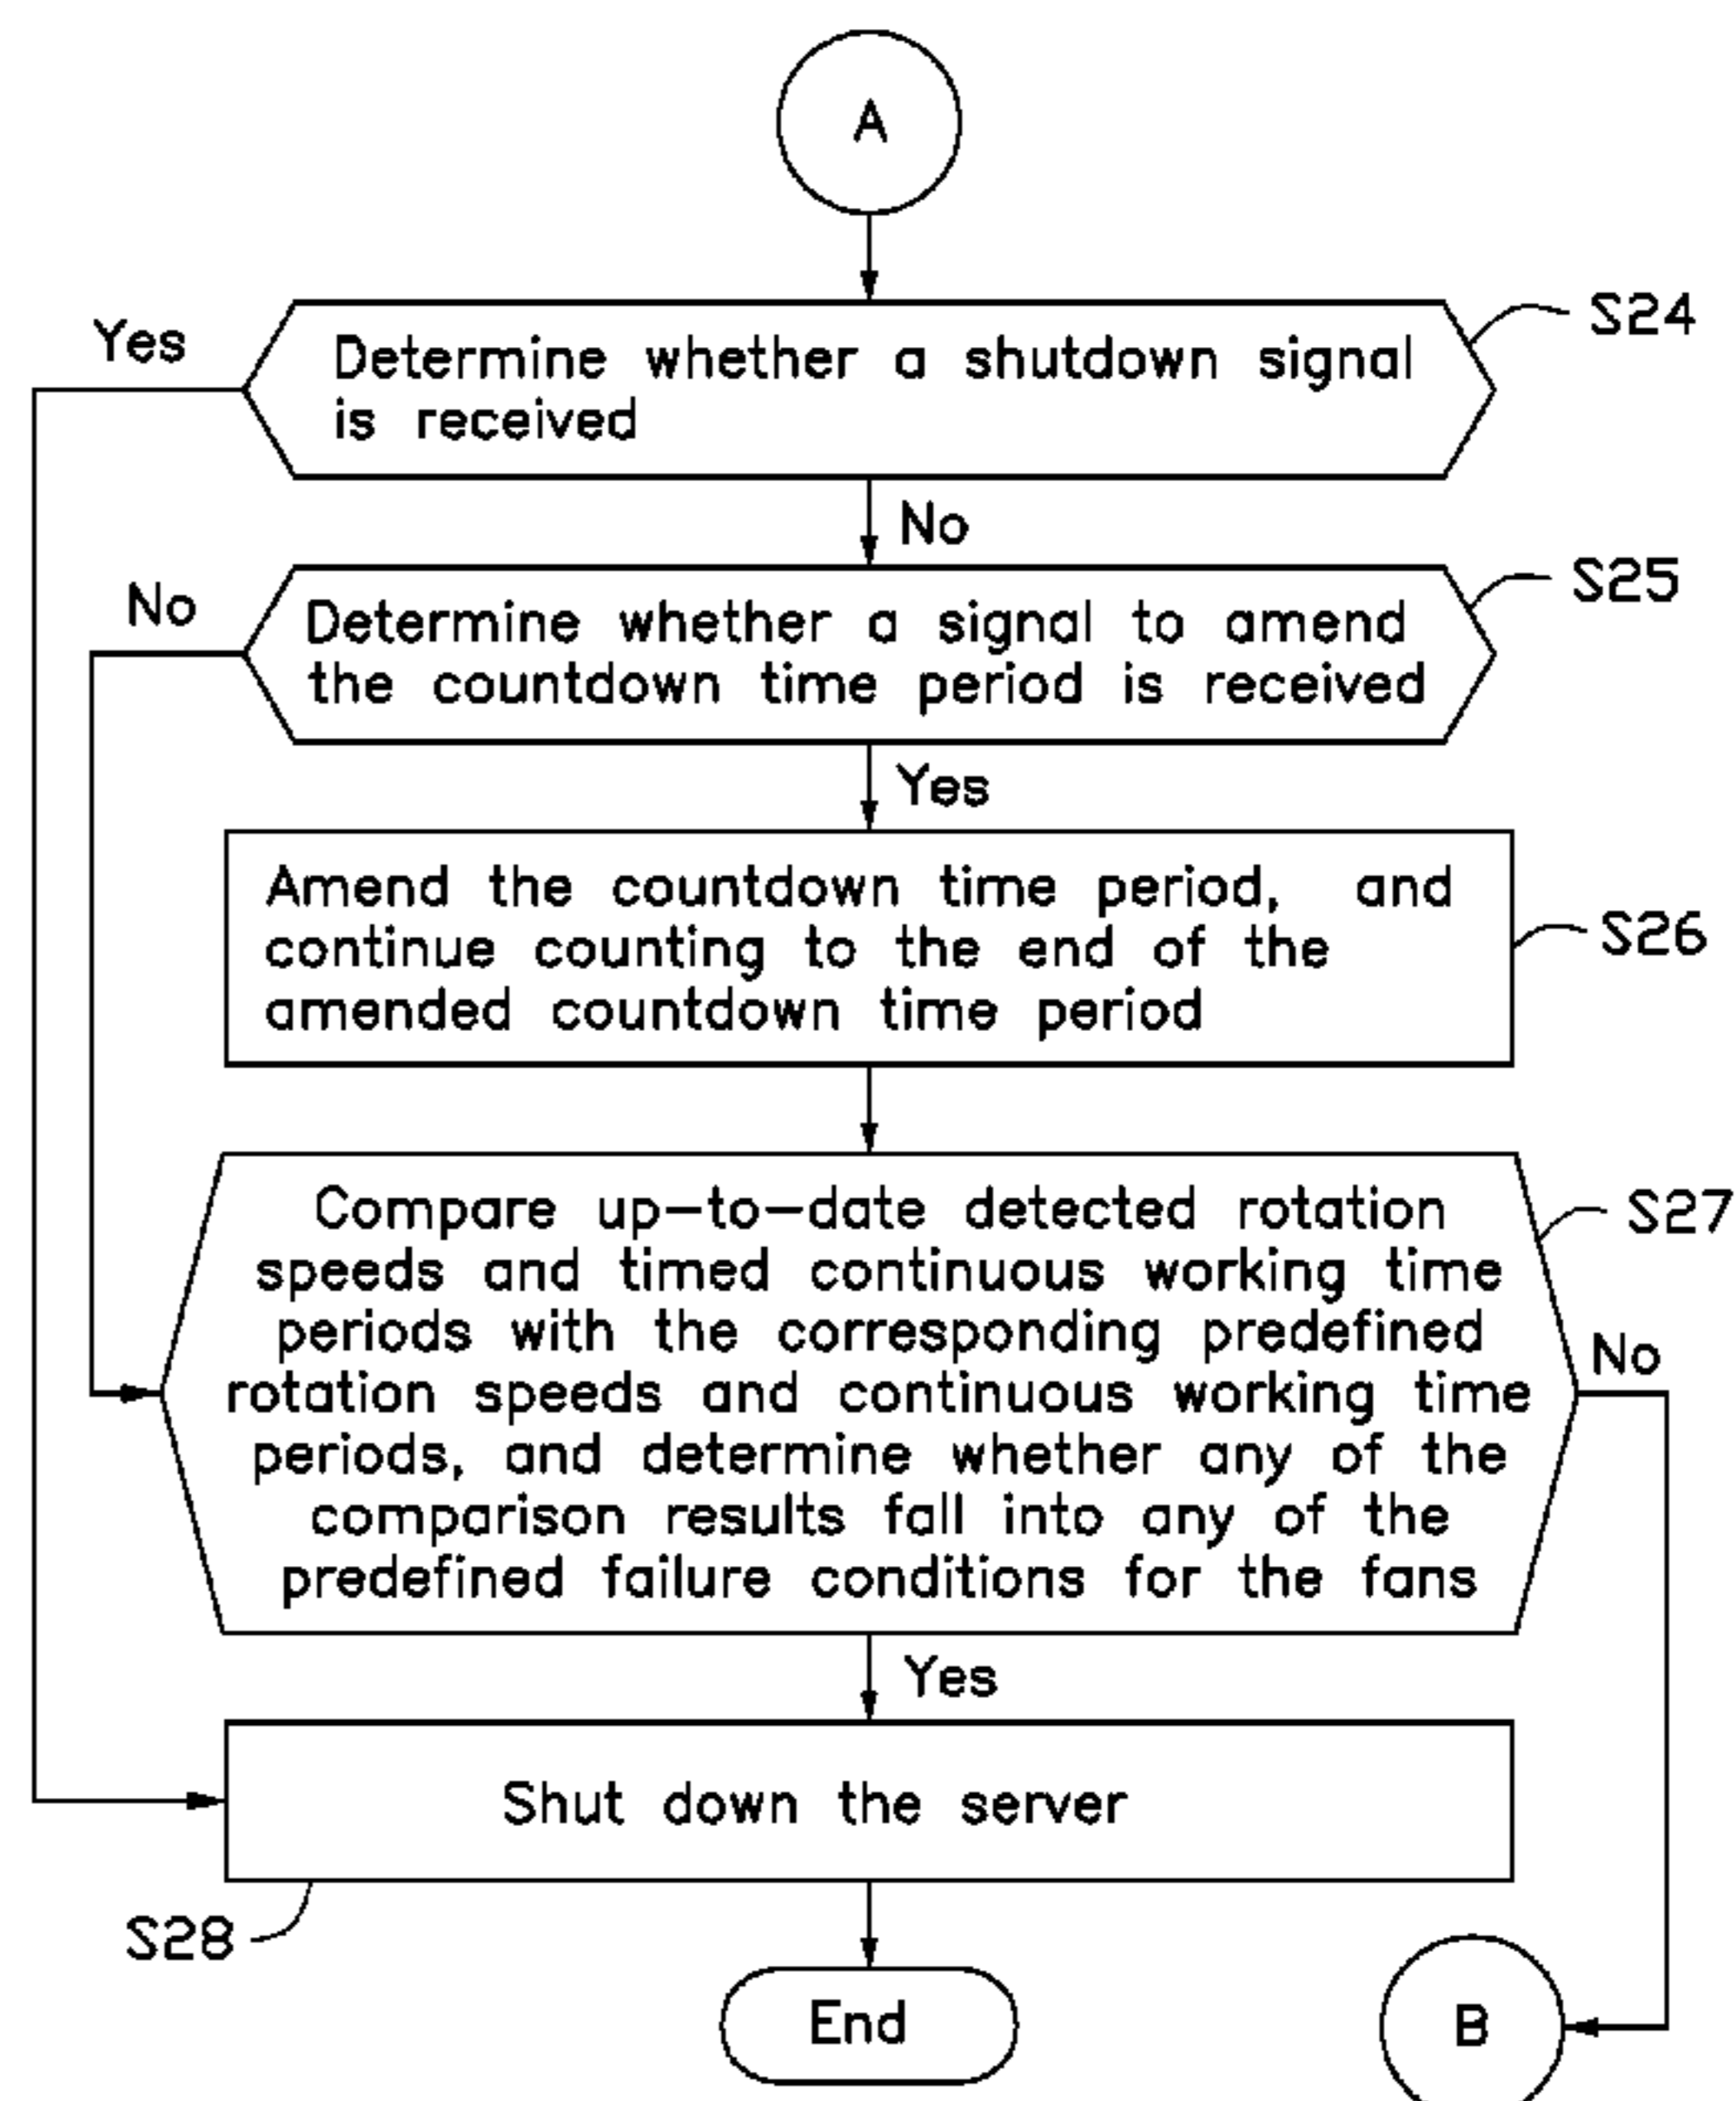 A
Yes
Determine whether a shutdown signal
is received
S24
No
No
Determine whether a signal to amend
the countdown time period is received
S25
Yes
Amend the countdown time period, and
continue counting to the end of the
amended countdown time period
S26
Compare up-to-date detected rotation
speeds and timed continuous working time
periods with the corresponding predefined
rotation speeds and continuous working time
periods, and determine whether any of the
comparison results fall into any of the
predefined failure conditions for the fans
S27
No
Yes
Shut down the server
S28
End
B